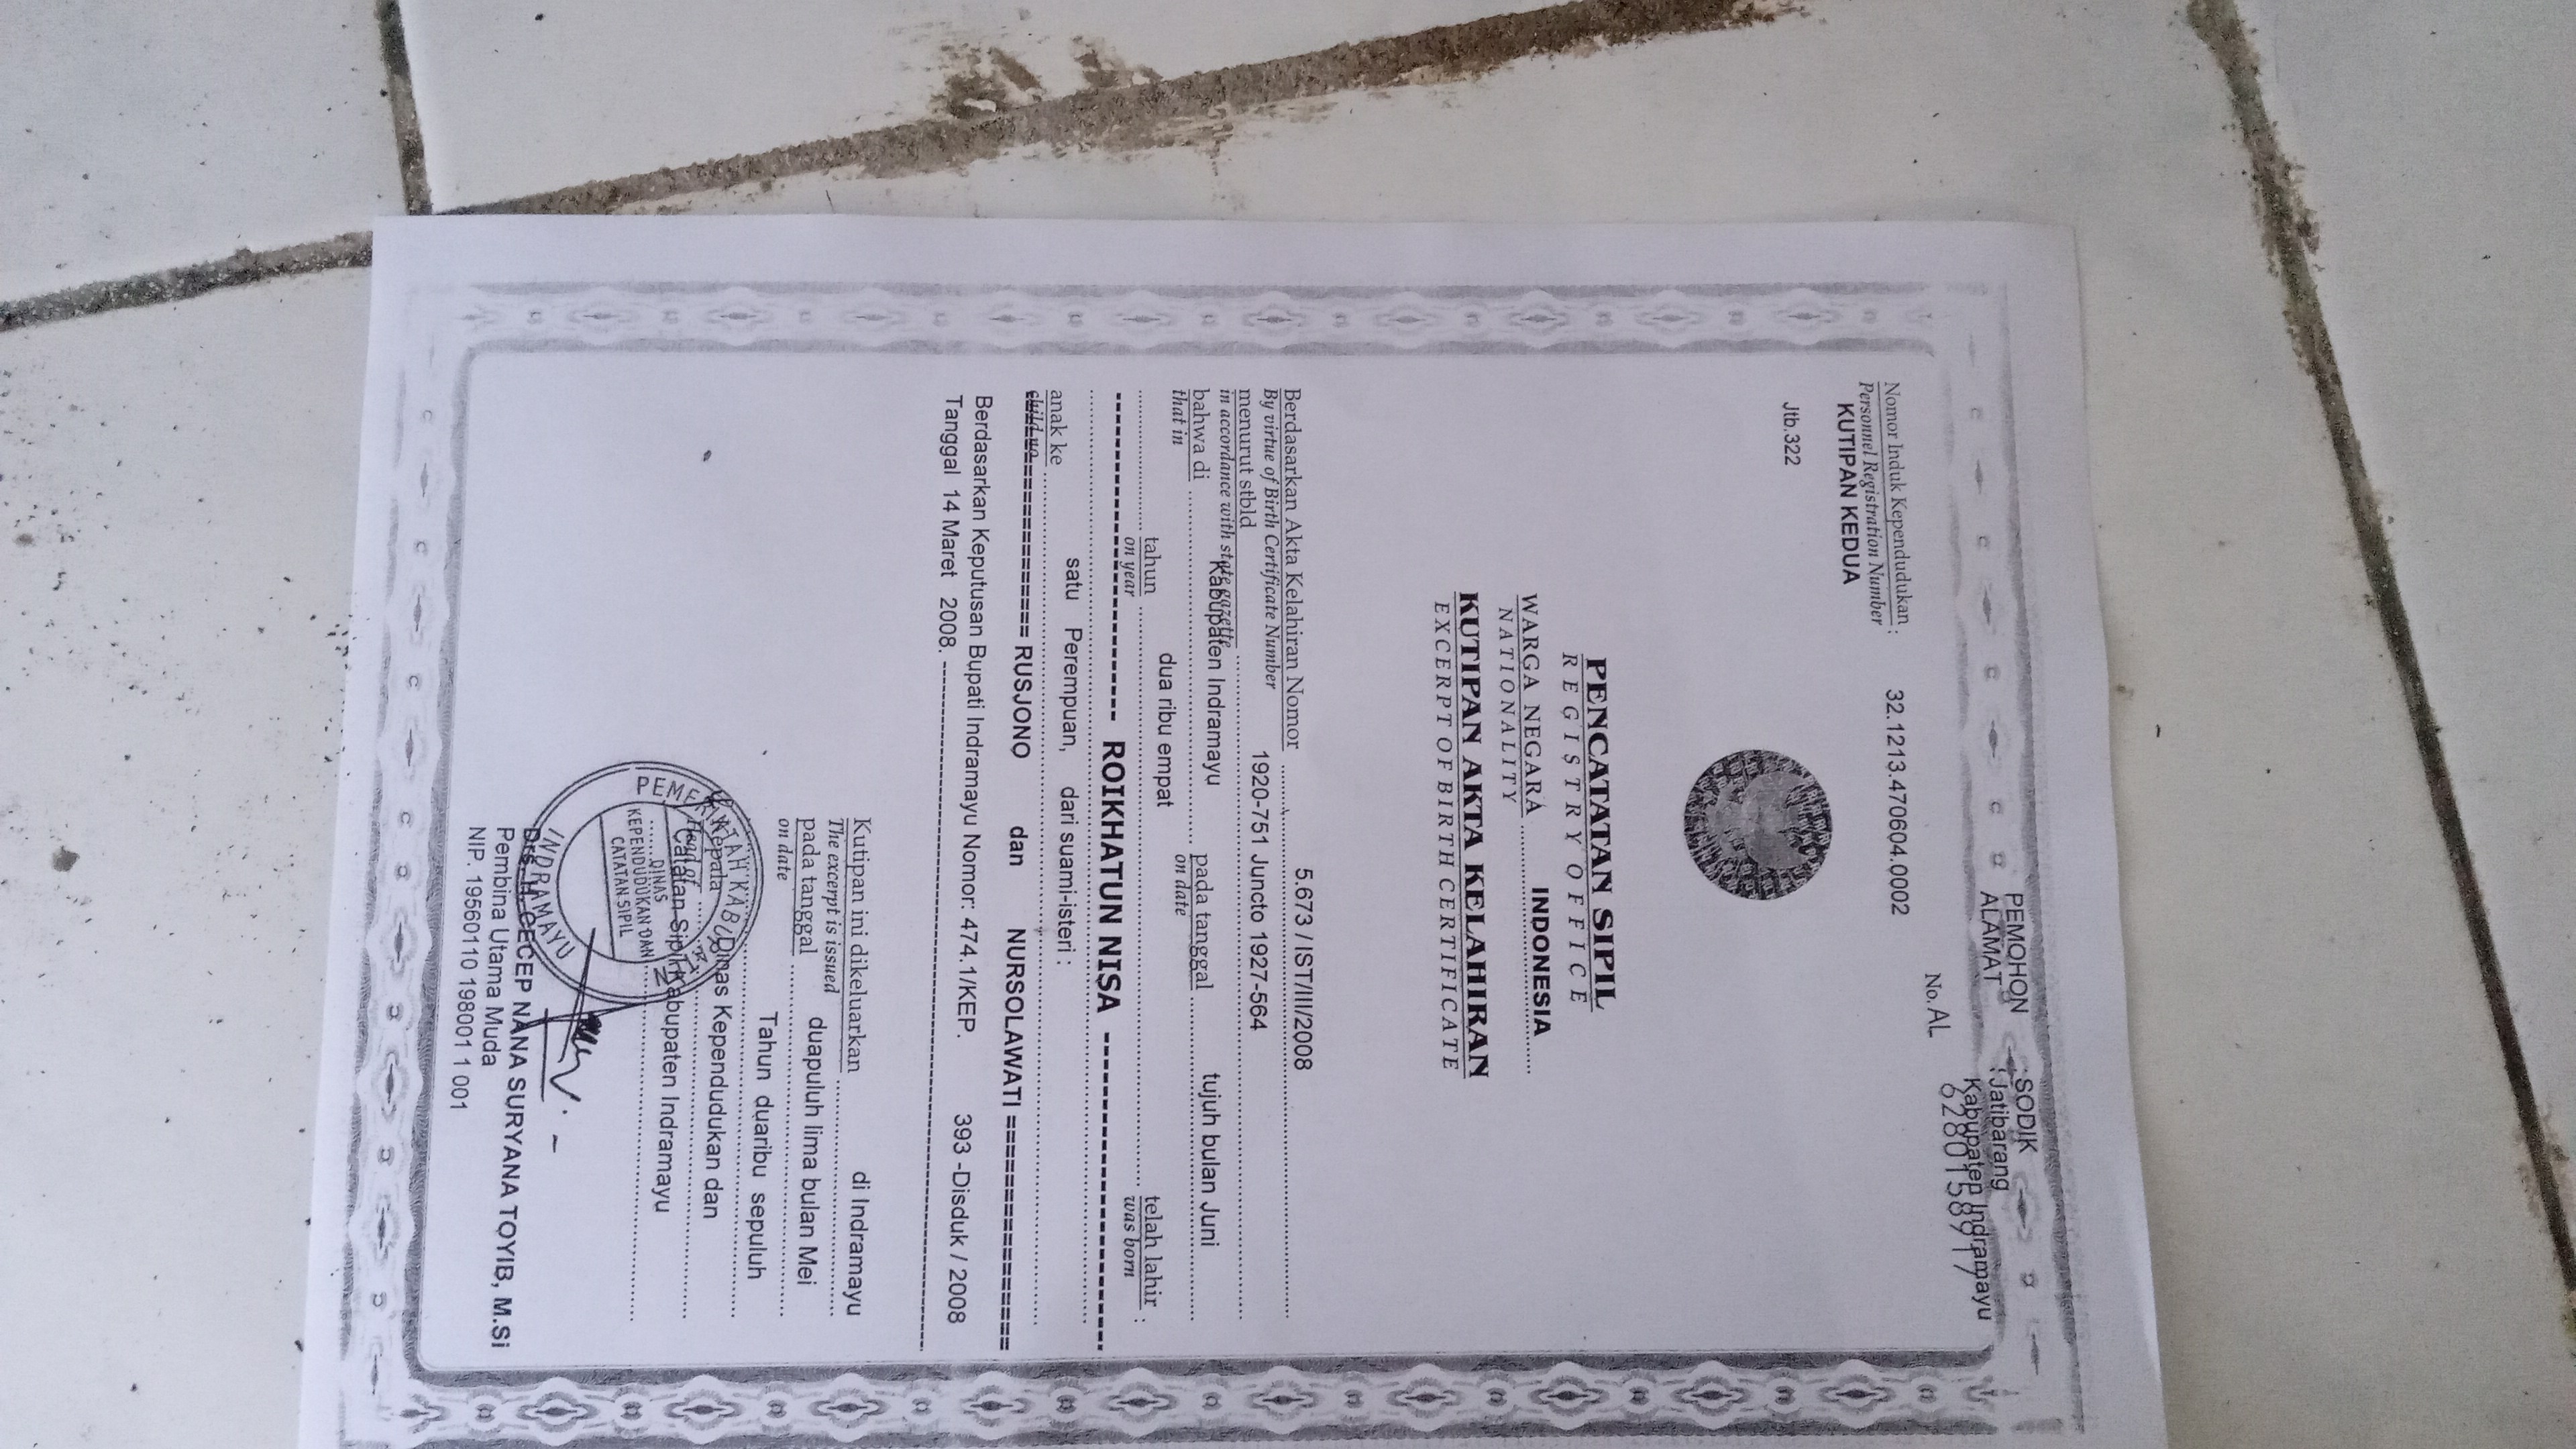 PEMOHON : SODIK
ALAMAT : Jatibarang
Kabupaten Indramayu
No.AL 6280158917
Nomor Induk Kependudukan : 32.1213.470604.0002
Personnel Registration Number
KUTIPAN KEDUA
Jtb.322
PENCATATAN SIPIL
REGISTRY OFFICE
WARGA NEGARA INDONESIA
NATIONALITY
KUTIPAN AKTA KELAHIRAN
EXCERPT OF BIRTH CERTIFICATE
Berdasarkan Akta Kelahiran Nomor 5.673 / IST/III/2008
By virtue of Birth Certificate Number
menurut stbld 1920-751 Juncto 1927-564
in accordance with state gazette
bahwa di Kabupaten Indramayu pada tanggal tujuh bulan Juni
that in on date
tahun dua ribu empat telah lahir :
on year was born
------------------------- ROIKHATUN NISA -------------------------
anak ke satu Perempuan, dari suami-isteri :
child no
================== RUSJONO dan NURSOLAWATI ==================
Berdasarkan Keputusan Bupati Indramayu Nomor: 474.1/KEP. 393 -Disduk / 2008
Tanggal 14 Maret 2008. ------------------------------------------------
Kutipan ini dikeluarkan di Indramayu
The excerpt is issued
pada tanggal duapuluh lima bulan Mei
on date
Tahun duaribu sepuluh
Kepala Dinas Kependudukan dan
Head of
Catatan Sipil Kabupaten Indramayu
PEMERINTAH KABUPATEN
DINAS
KEPENDUDUKAN DAN
CATATAN SIPIL
INDRAMAYU
Drs. H. CECEP NANA SURYANA TOYIB, M.Si
Pembina Utama Muda
NIP. 19560110 198001 1 001